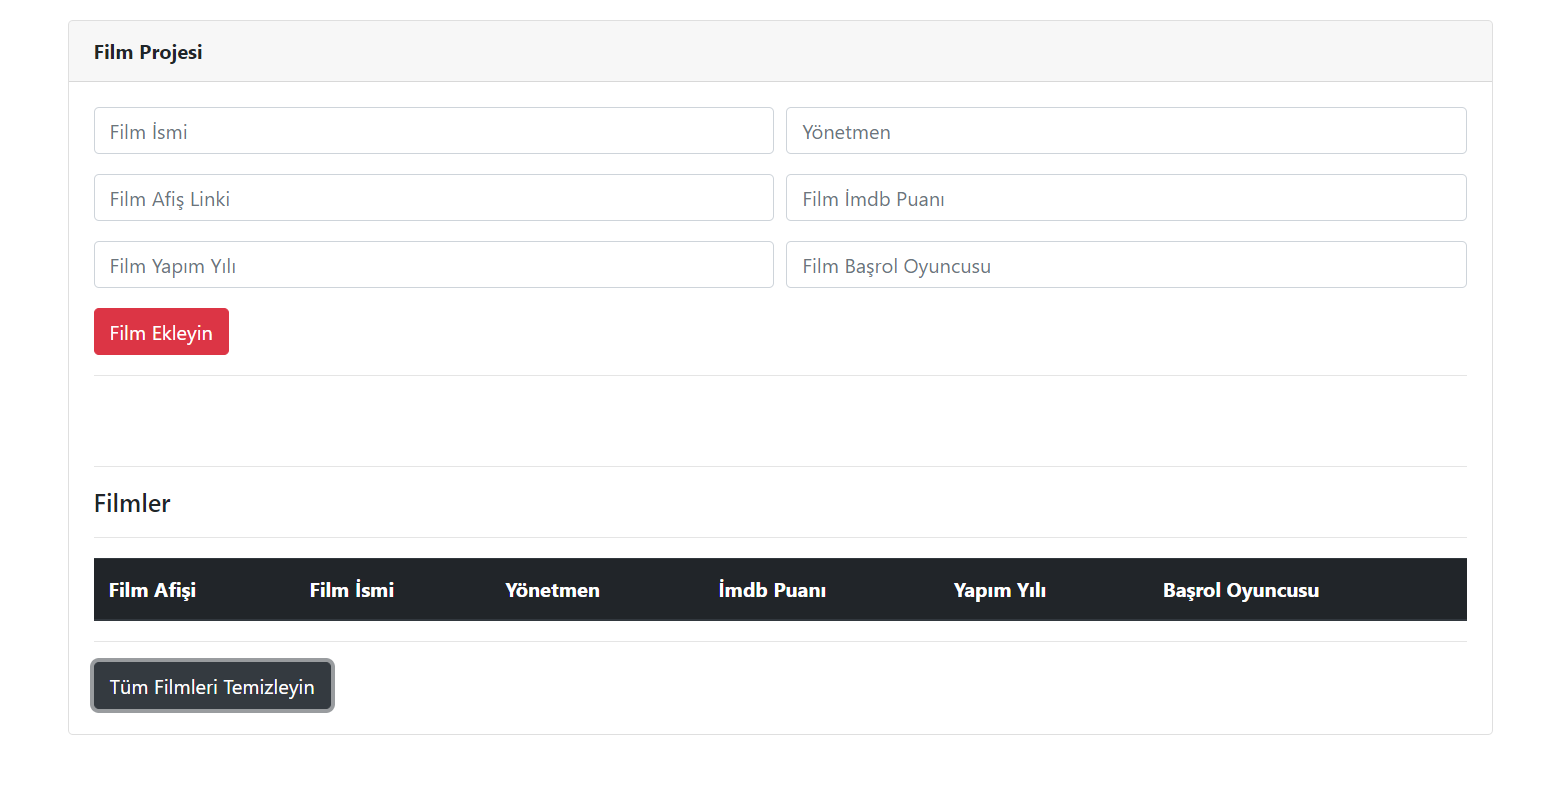 Film Projesi
Film İsmi
Yönetmen
Film Afiş Linki
Film İmdb Puanı
Film Yapım Yılı
Film Başrol Oyuncusu
Film Ekleyin
Filmler
Film Afişi Film İsmi Yönetmen İmdb Puanı Yapım Yılı Başrol Oyuncusu
Tüm Filmleri Temizleyin